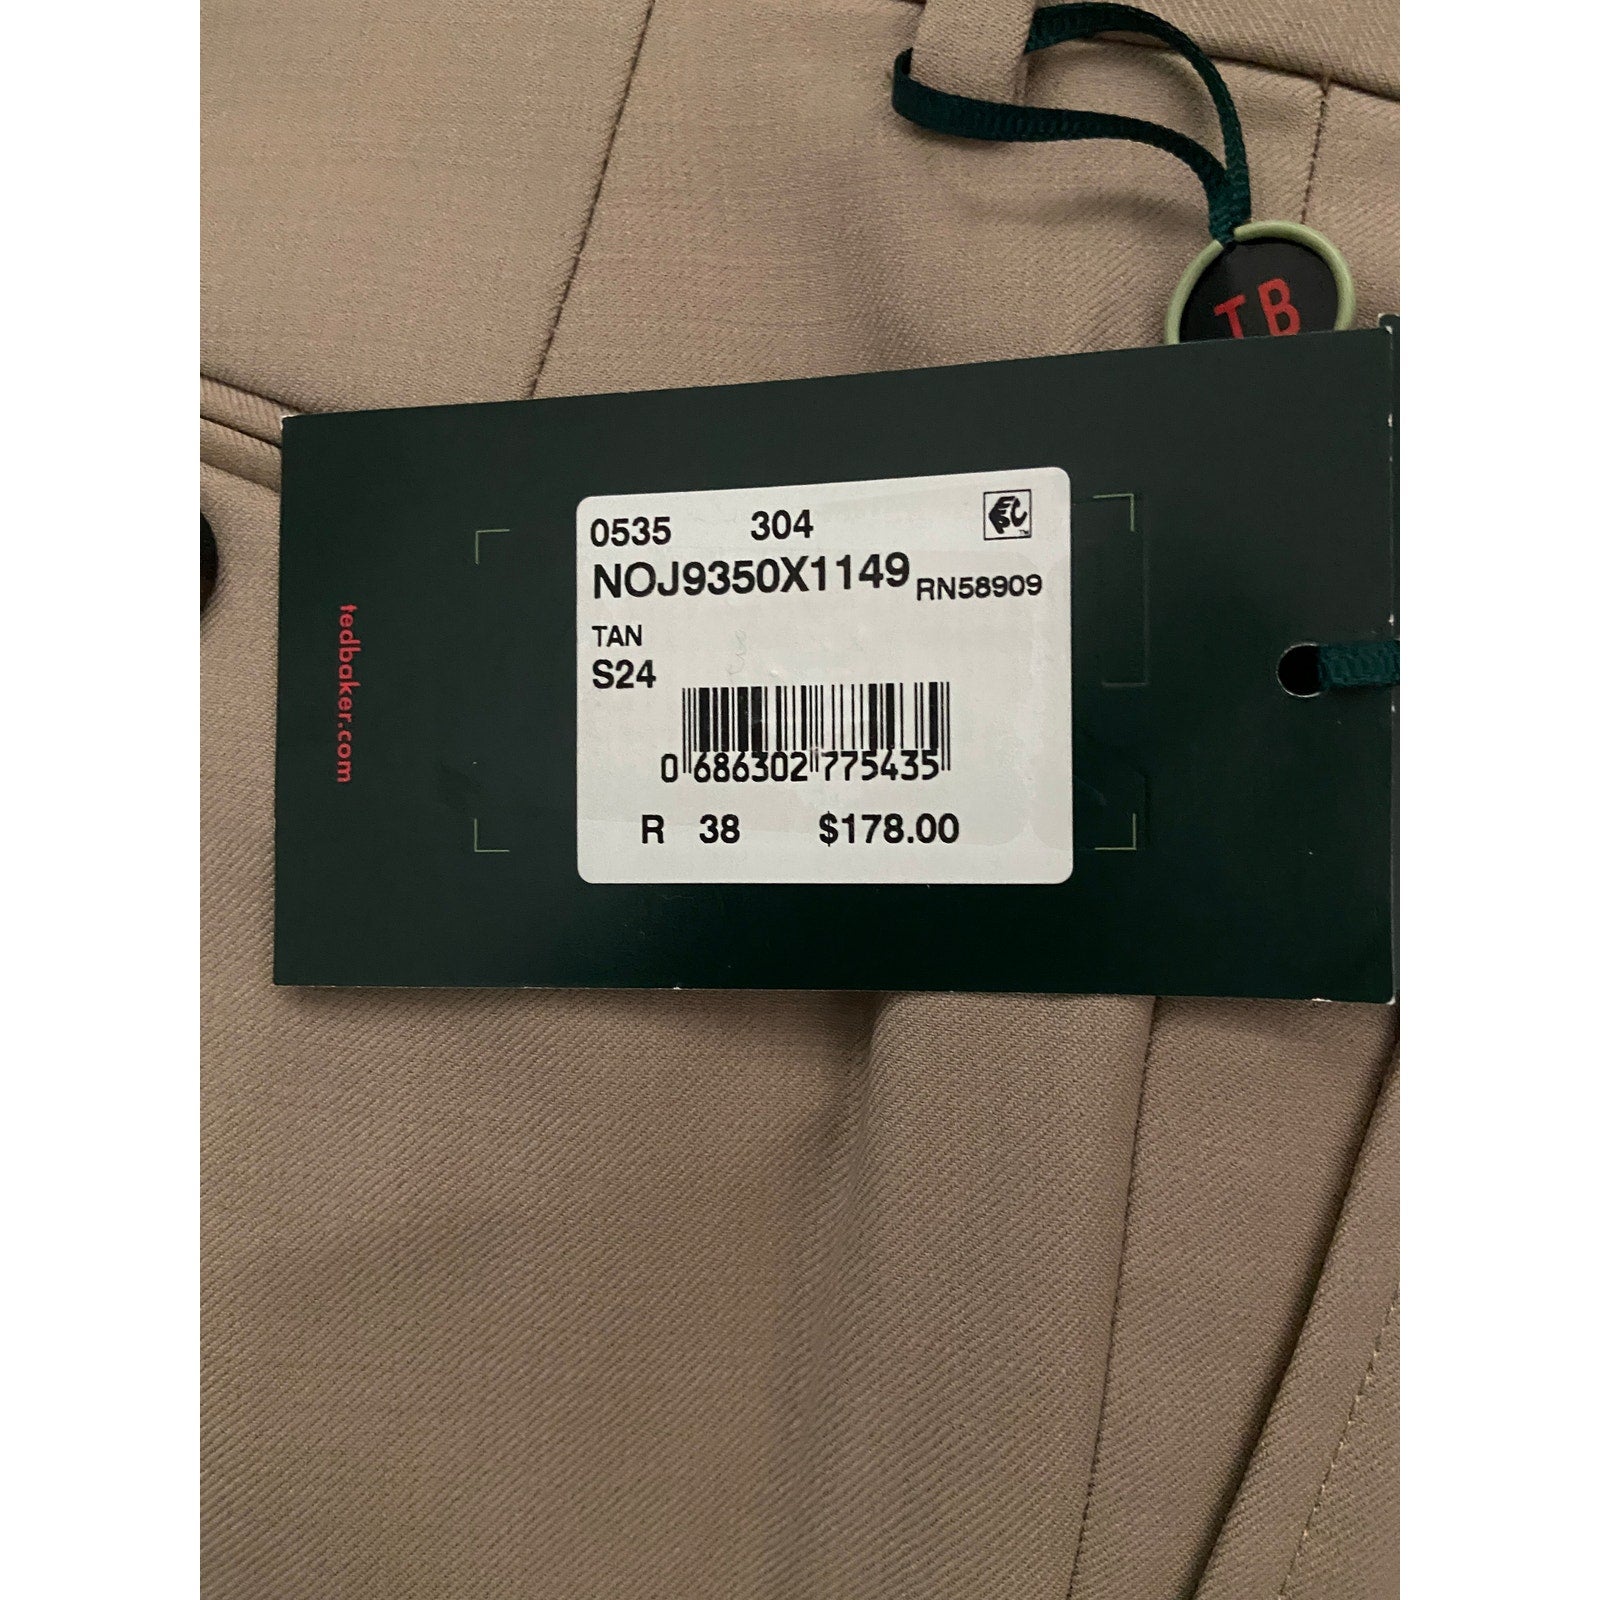 TB
tedbaker.com
0535 304
NOJ9350X1149 RN58909
TAN
S24
0 686302 775435
R 38 $178.00